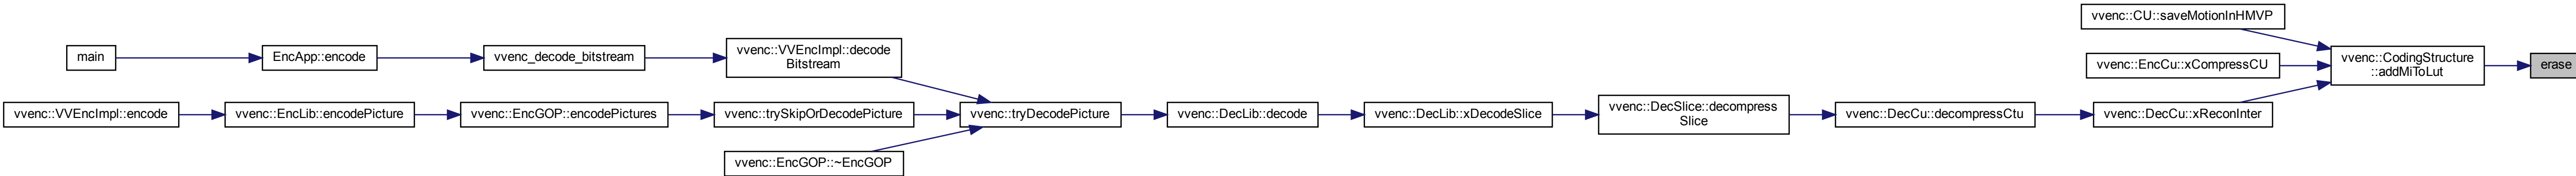 main
EncApp::encode
vvenc_decode_bitstream
vvenc::VVEncImpl::decode
Bitstream
vvenc::VVEncImpl::encode
vvenc::EncLib::encodePicture
vvenc::EncGOP::encodePictures
vvenc::trySkipOrDecodePicture
vvenc::EncGOP::~EncGOP
vvenc::tryDecodePicture
vvenc::DecLib::decode
vvenc::DecLib::xDecodeSlice
vvenc::DecSlice::decompress
Slice
vvenc::DecCu::decompressCtu
vvenc::CU::saveMotionInHMVP
vvenc::EncCu::xCompressCU
vvenc::DecCu::xReconInter
vvenc::CodingStructure
::addMiToLut
erase